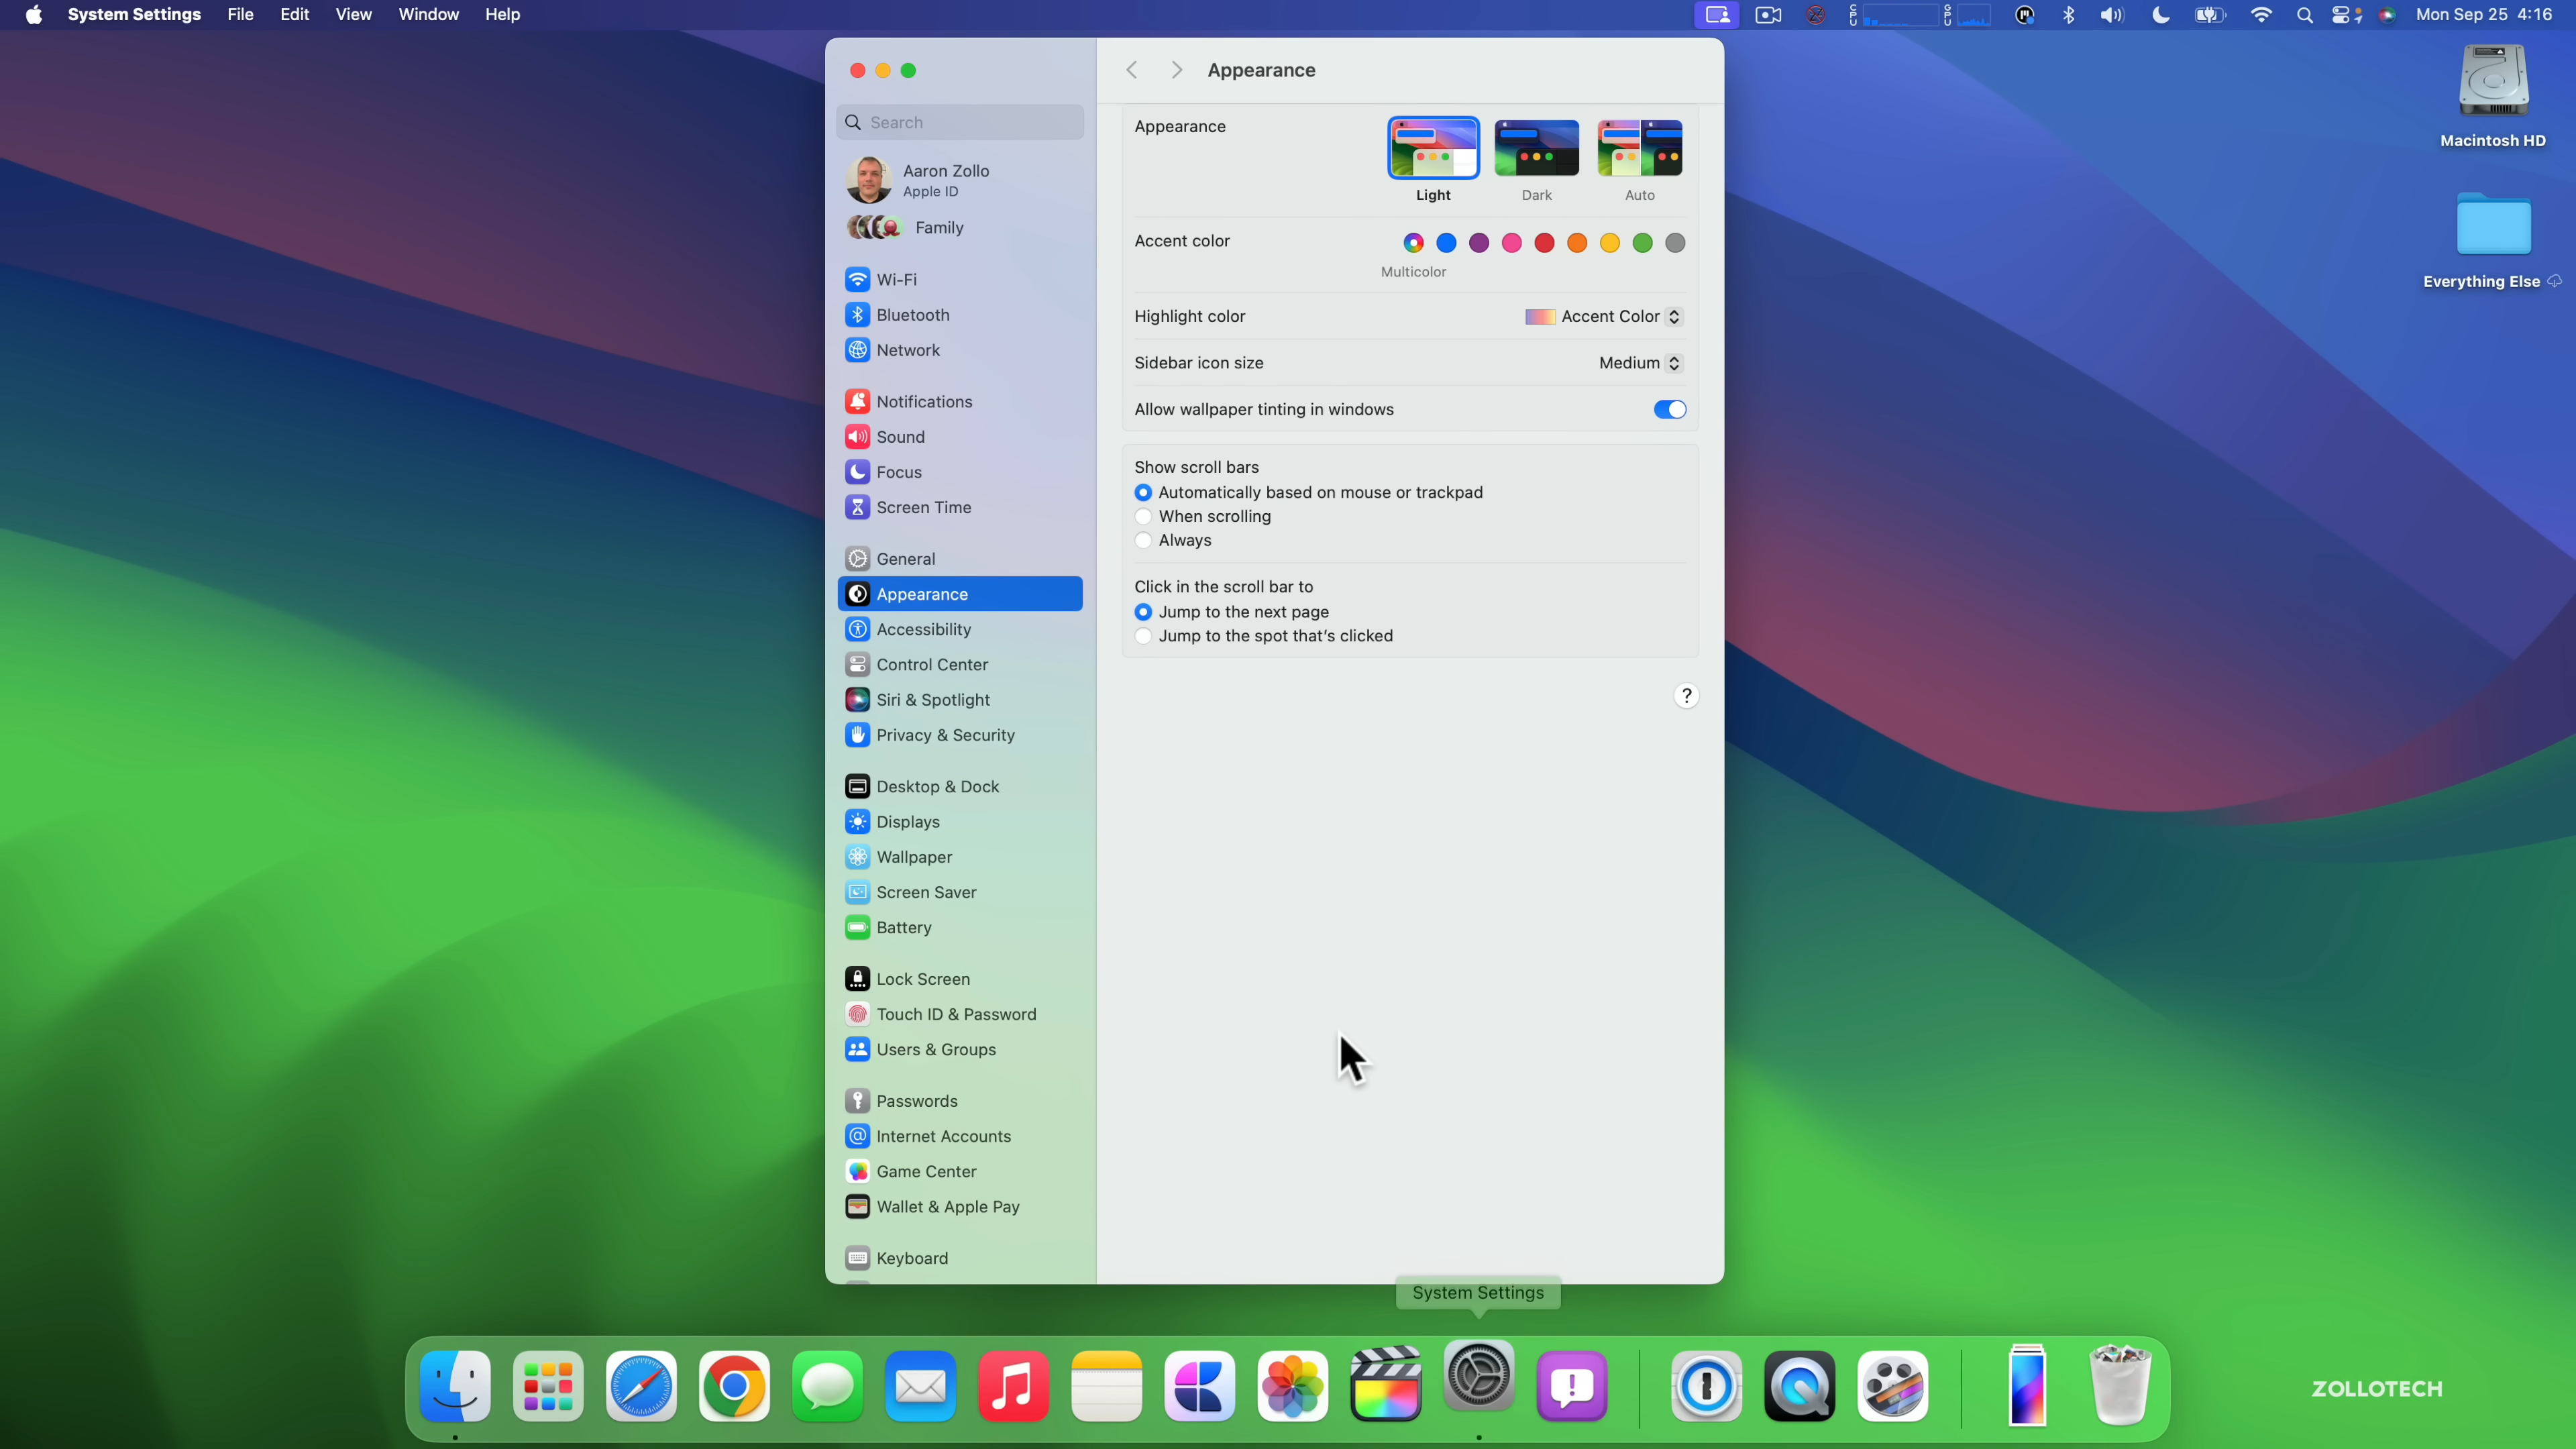 System Settings File Edit View Window Help
CPU GPU Mon Sep 25 4:16
Macintosh HD
Everything Else
Search
Aaron Zollo
Apple ID
Family
Wi-Fi
Bluetooth
Network
Notifications
Sound
Focus
Screen Time
General
Appearance
Accessibility
Control Center
Siri & Spotlight
Privacy & Security
Desktop & Dock
Displays
Wallpaper
Screen Saver
Battery
Lock Screen
Touch ID & Password
Users & Groups
Passwords
Internet Accounts
Game Center
Wallet & Apple Pay
Keyboard
Appearance
Appearance
Light Dark Auto
Accent color
Multicolor
Highlight color Accent Color
Sidebar icon size Medium
Allow wallpaper tinting in windows
Show scroll bars
Automatically based on mouse or trackpad
When scrolling
Always
Click in the scroll bar to
Jump to the next page
Jump to the spot that's clicked
?
System Settings
ZOLLOTECH